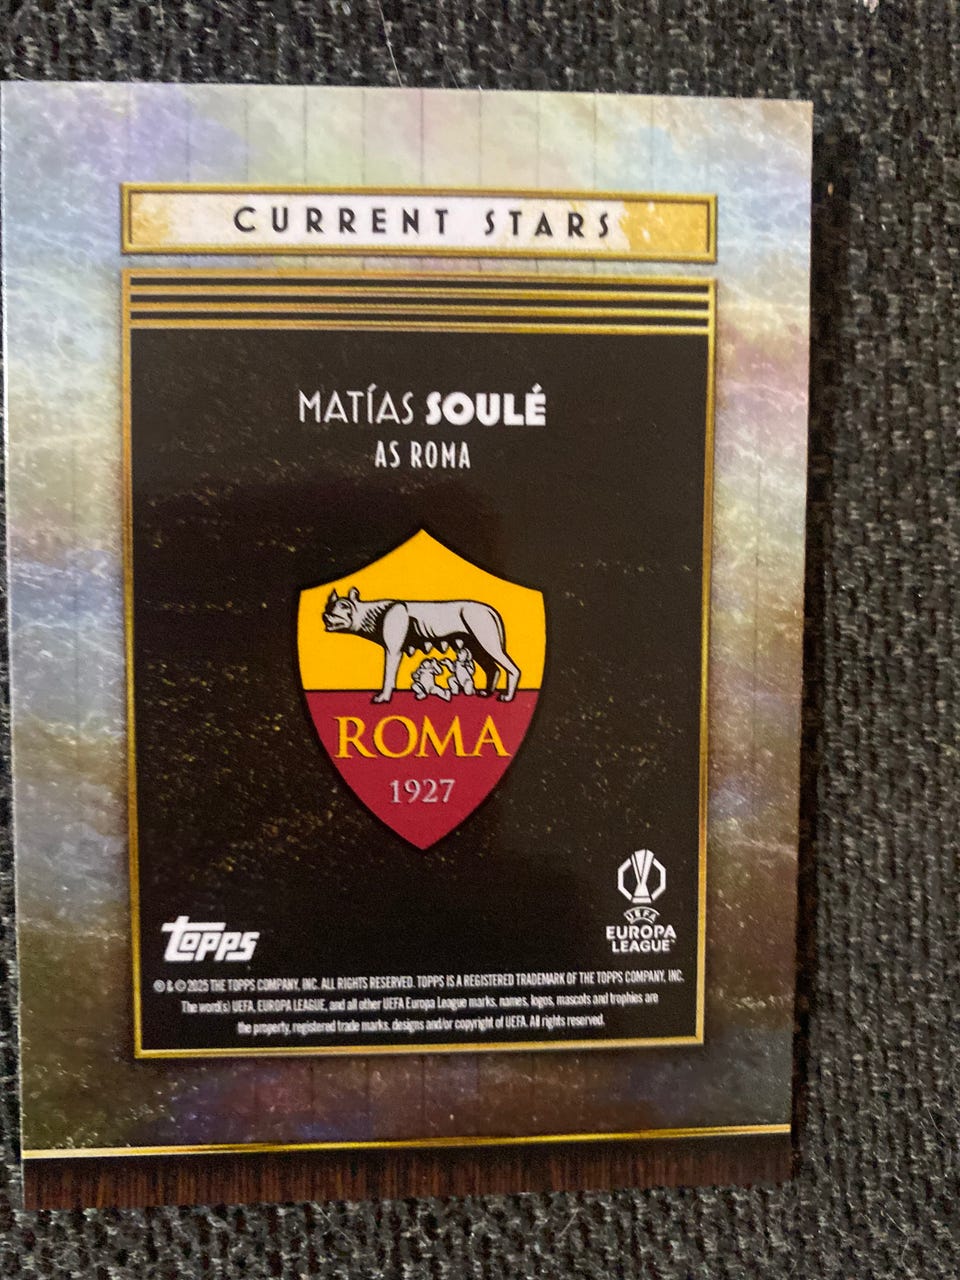 CURRENT STARS
MATÍAS SOULÉ
AS ROMA
ROMA
1927
UEFA
EUROPA
LEAGUE™
topps
® & © 2025 THE TOPPS COMPANY, INC. ALL RIGHTS RESERVED. TOPPS IS A REGISTERED TRADEMARK OF THE TOPPS COMPANY, INC.
The word(s) UEFA, EUROPA LEAGUE, and all other UEFA Europa League marks, names, logos, mascots and trophies are
the property, registered trade marks, designs and/or copyright of UEFA. All rights reserved.